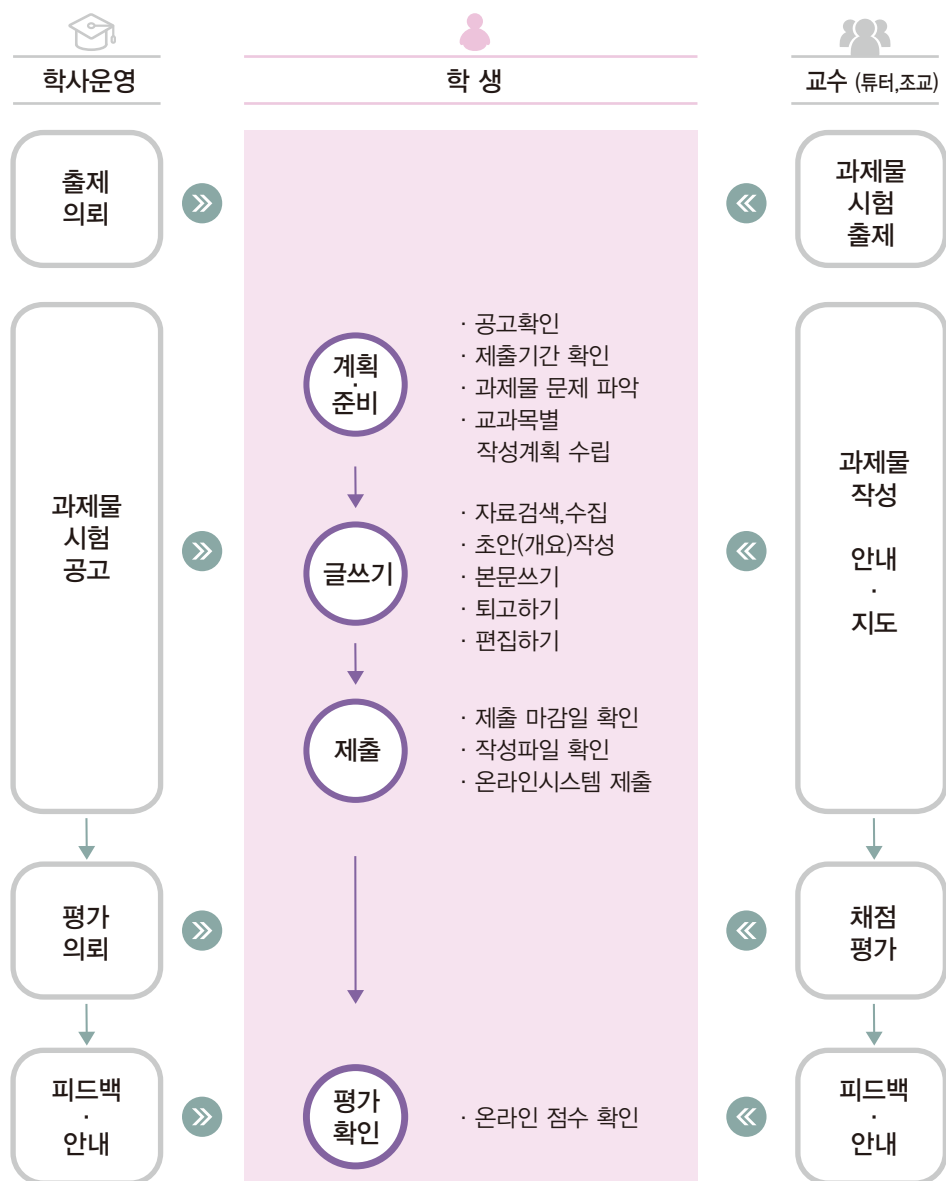 학사운영
학 생
교수 (튜터,조교)
출제
의뢰
과제물
시험
출제
과제물
시험
공고
계획
·
준비
· 공고확인
· 제출기간 확인
· 과제물 문제 파악
· 교과목별
작성계획 수립
글쓰기
· 자료검색,수집
· 초안(개요)작성
· 본문쓰기
· 퇴고하기
· 편집하기
제출
· 제출 마감일 확인
· 작성파일 확인
· 온라인시스템 제출
과제물
작성
안내
·
지도
평가
의뢰
채점
평가
피드백
·
안내
평가
확인
· 온라인 점수 확인
피드백
·
안내